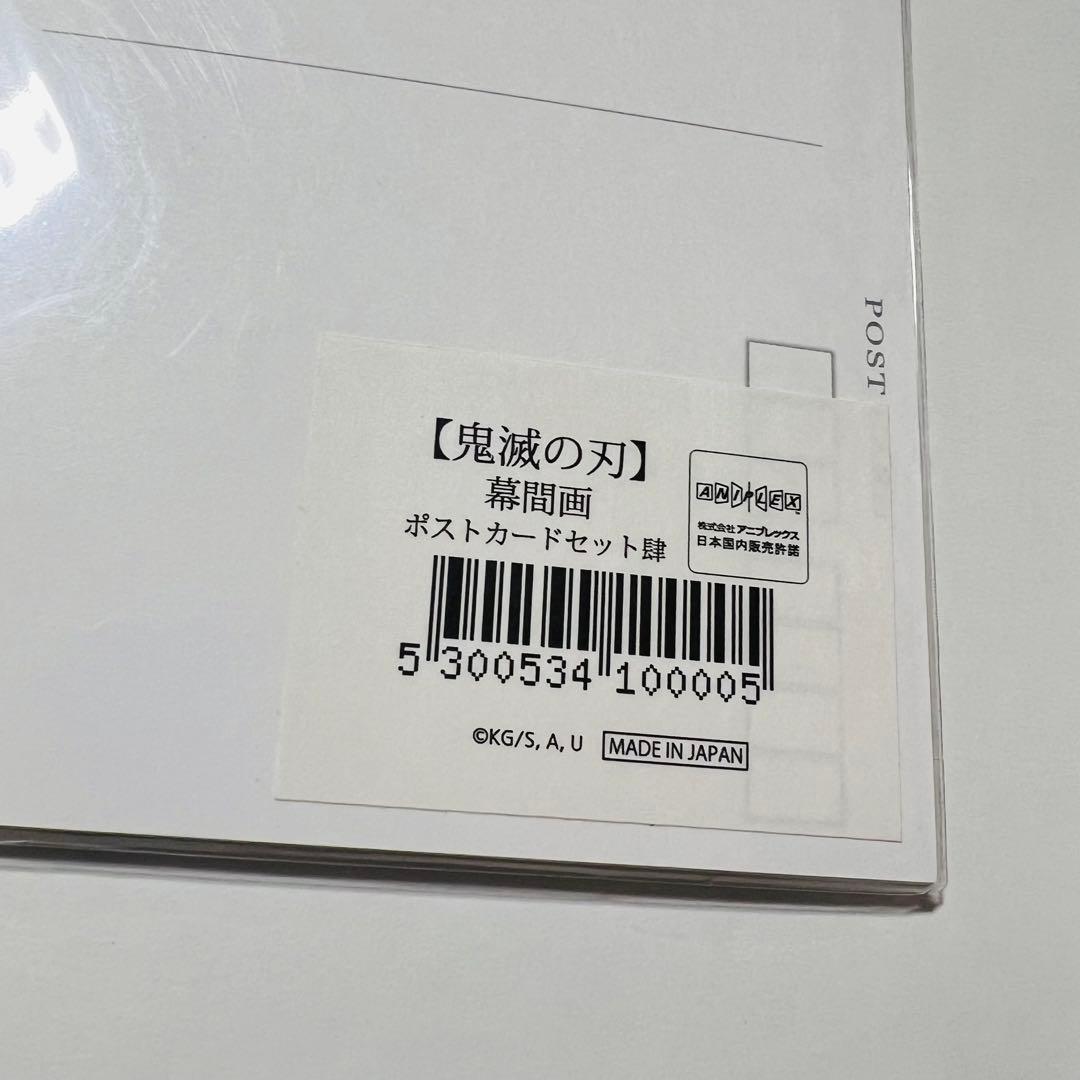 POST
【鬼滅の刃】
幕間画
ポストカードセット肆
ANIPLEX™
株式会社アニプレックス
日本国内販売許諾
5 300534 100005
©KG/S, A, U
MADE IN JAPAN